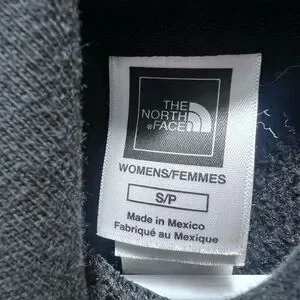 THE
NORTH
®FACE
WOMENS/FEMMES
S/P
Made in Mexico
Fabriqué au Mexique